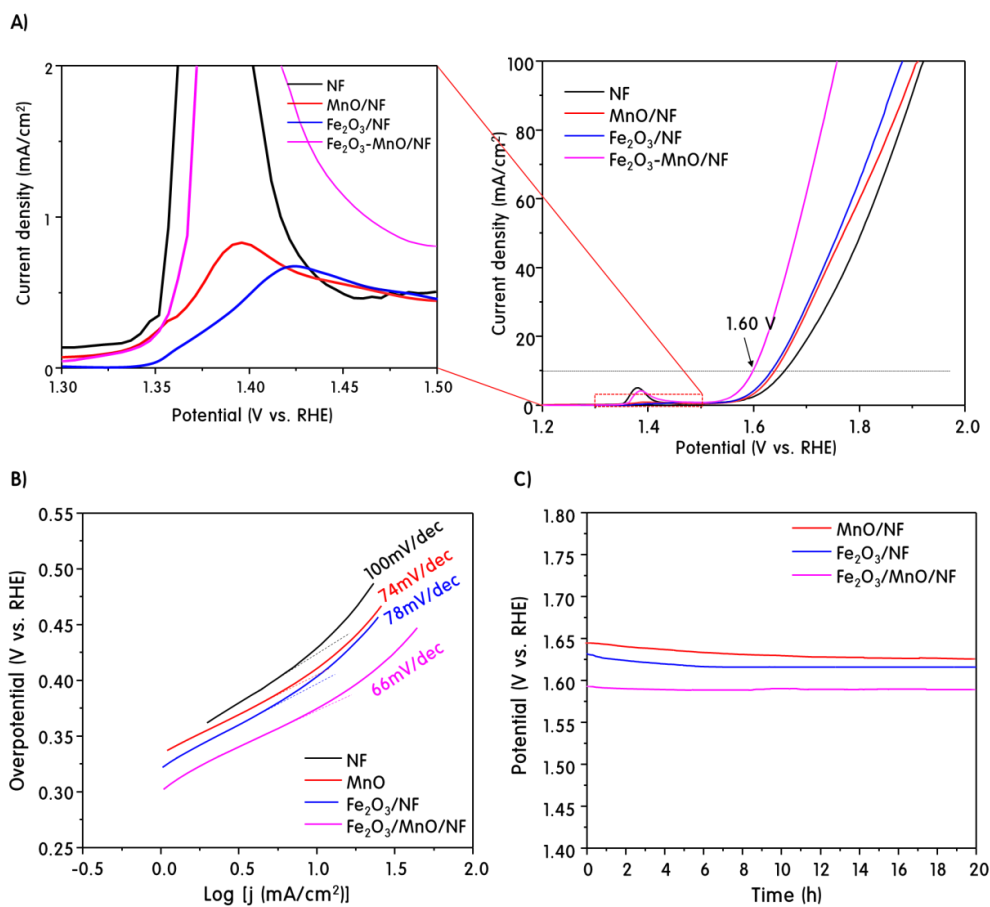 A)
2
1
0
1.30
1.35
1.40
1.45
1.50
Current density (mA/cm²)
Potential (V vs. RHE)
NF
MnO/NF
Fe₂O₃/NF
Fe₂O₃-MnO/NF
100
80
60
40
20
0
1.2
1.4
1.6
1.8
2.0
Current density (mA/cm²)
Potential (V vs. RHE)
NF
MnO/NF
Fe₂O₃/NF
Fe₂O₃-MnO/NF
1.60 V
B)
0.55
0.50
0.45
0.40
0.35
0.30
0.25
-0.5
0.0
0.5
1.0
1.5
2.0
Overpotential (V vs. RHE)
Log [j (mA/cm²)]
100mV/dec
74mV/dec
78mV/dec
66mV/dec
NF
MnO
Fe₂O₃/NF
Fe₂O₃/MnO/NF
C)
1.80
1.75
1.70
1.65
1.60
1.55
1.50
1.45
1.40
0
2
4
6
8
10
12
14
16
18
20
Potential (V vs. RHE)
Time (h)
MnO/NF
Fe₂O₃/NF
Fe₂O₃/MnO/NF